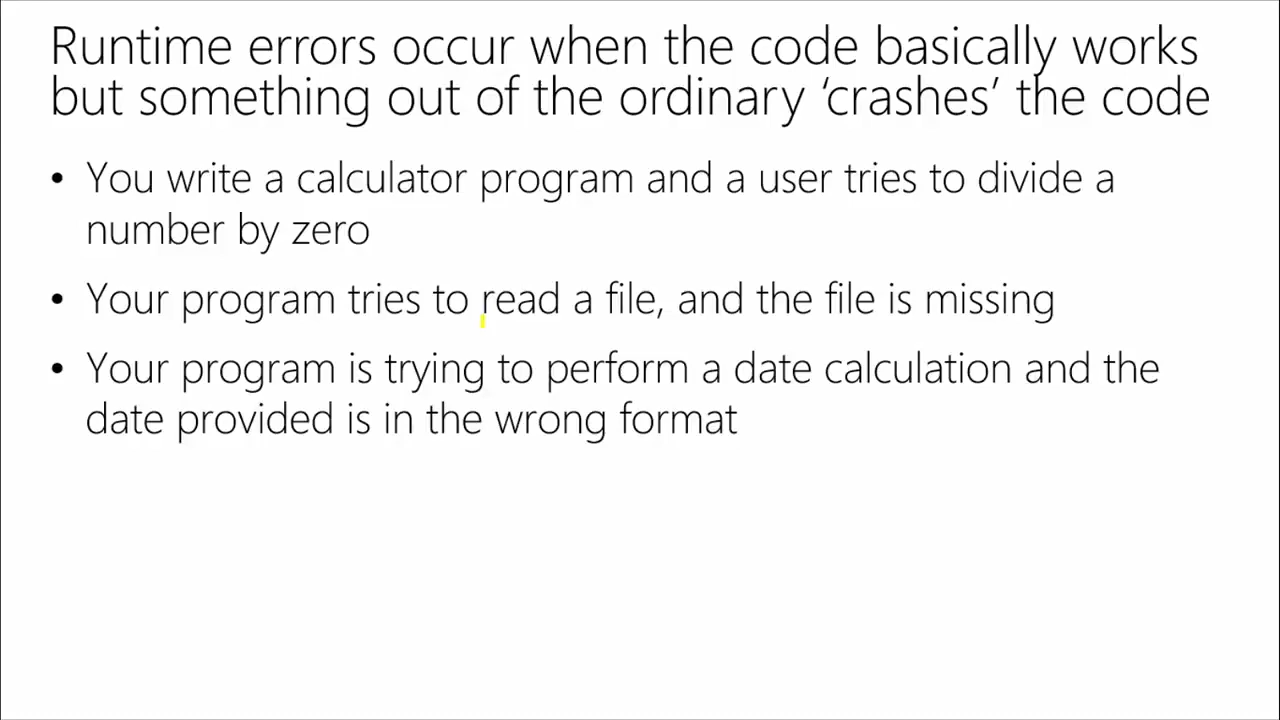 Runtime errors occur when the code basically works
but something out of the ordinary ‘crashes’ the code
• You write a calculator program and a user tries to divide a
number by zero
• Your program tries to read a file, and the file is missing
• Your program is trying to perform a date calculation and the
date provided is in the wrong format